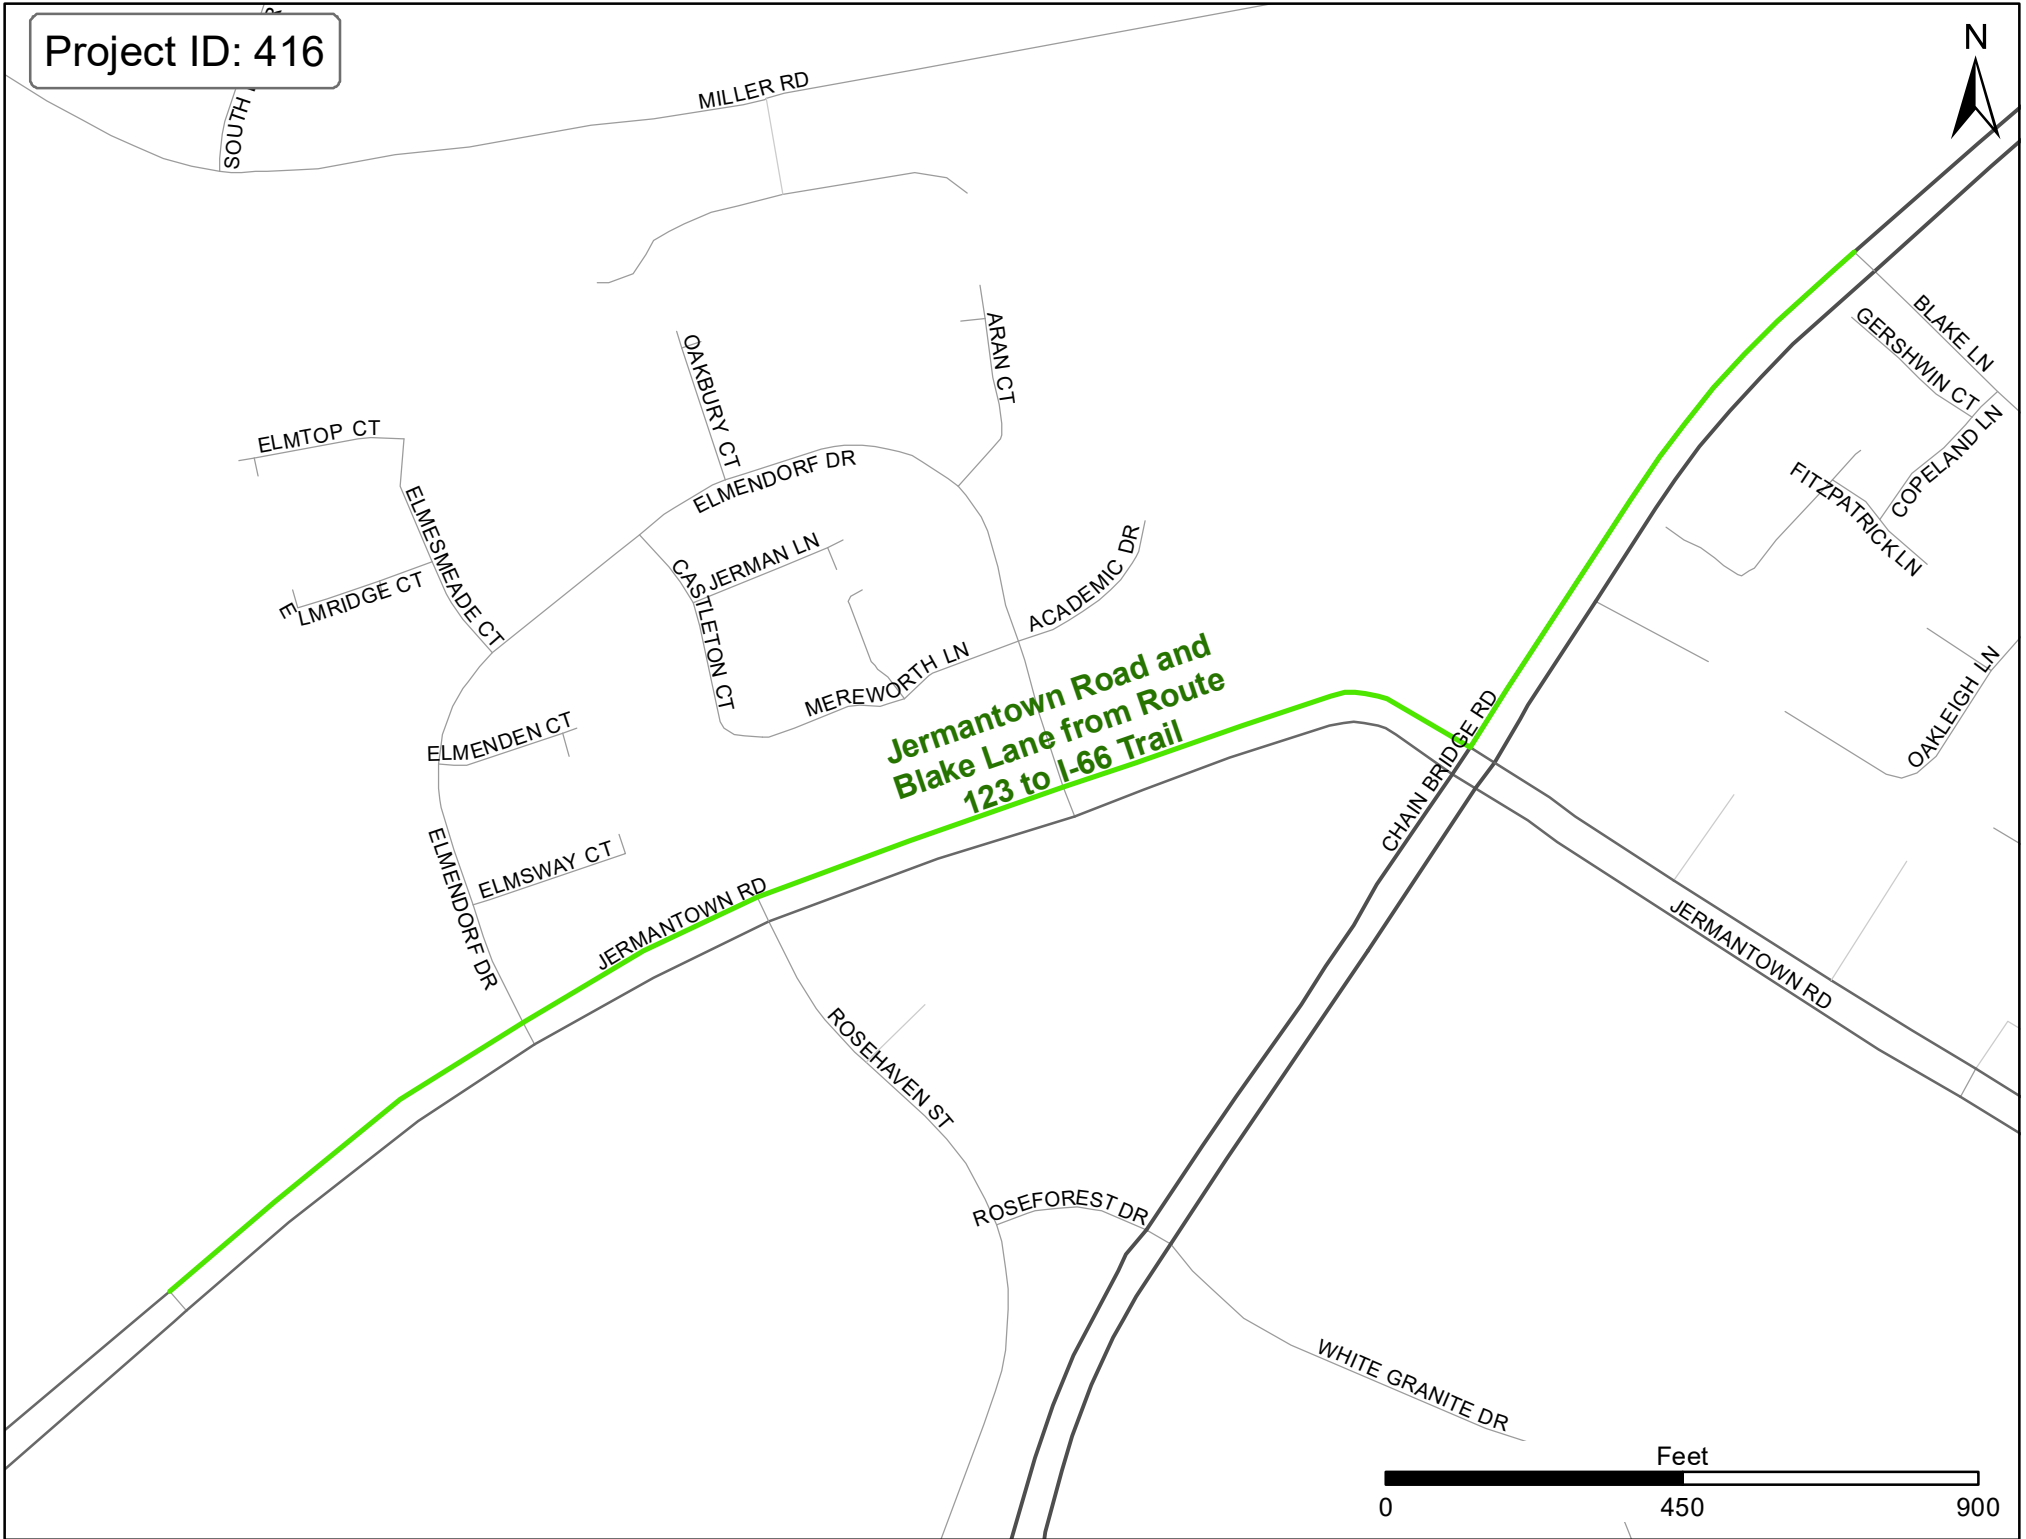 Project ID: 416
N
SOUTH
MILLER RD
BLAKE LN
GERSHWIN CT
COPELAND LN
FITZPATRICK LN
ARAN CT
OAKBURY CT
ELMTOP CT
ELMENDORF DR
ELMESMEADE CT
JERMAN LN
ACADEMIC DR
ELMRIDGE CT
CASTLETON CT
MEREWORTH LN
OAKLEIGH LN
Jermantown Road and
Blake Lane from Route
123 to I-66 Trail
CHAIN BRIDGE RD
ELMENDEN CT
ELMENDORF DR
ELMSWAY CT
JERMANTOWN RD
JERMANTOWN RD
ROSEHAVEN ST
ROSEFOREST DR
WHITE GRANITE DR
Feet
0 450 900